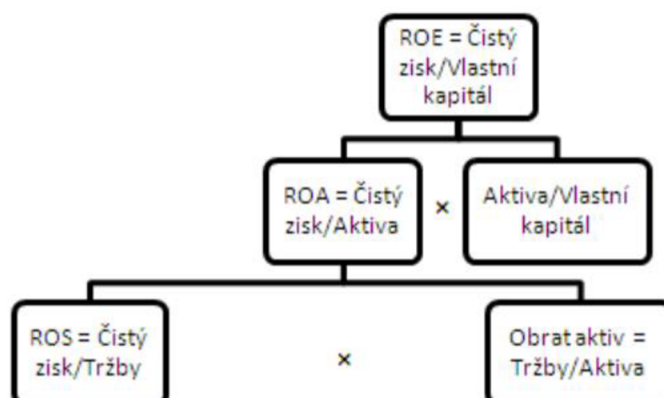 ROE = Čistý
zisk/Vlastní
kapitál
ROA = Čistý
zisk/Aktiva
×
Aktiva/Vlastní
kapitál
ROS = Čistý
zisk/Tržby
×
Obrat aktiv =
Tržby/Aktiva